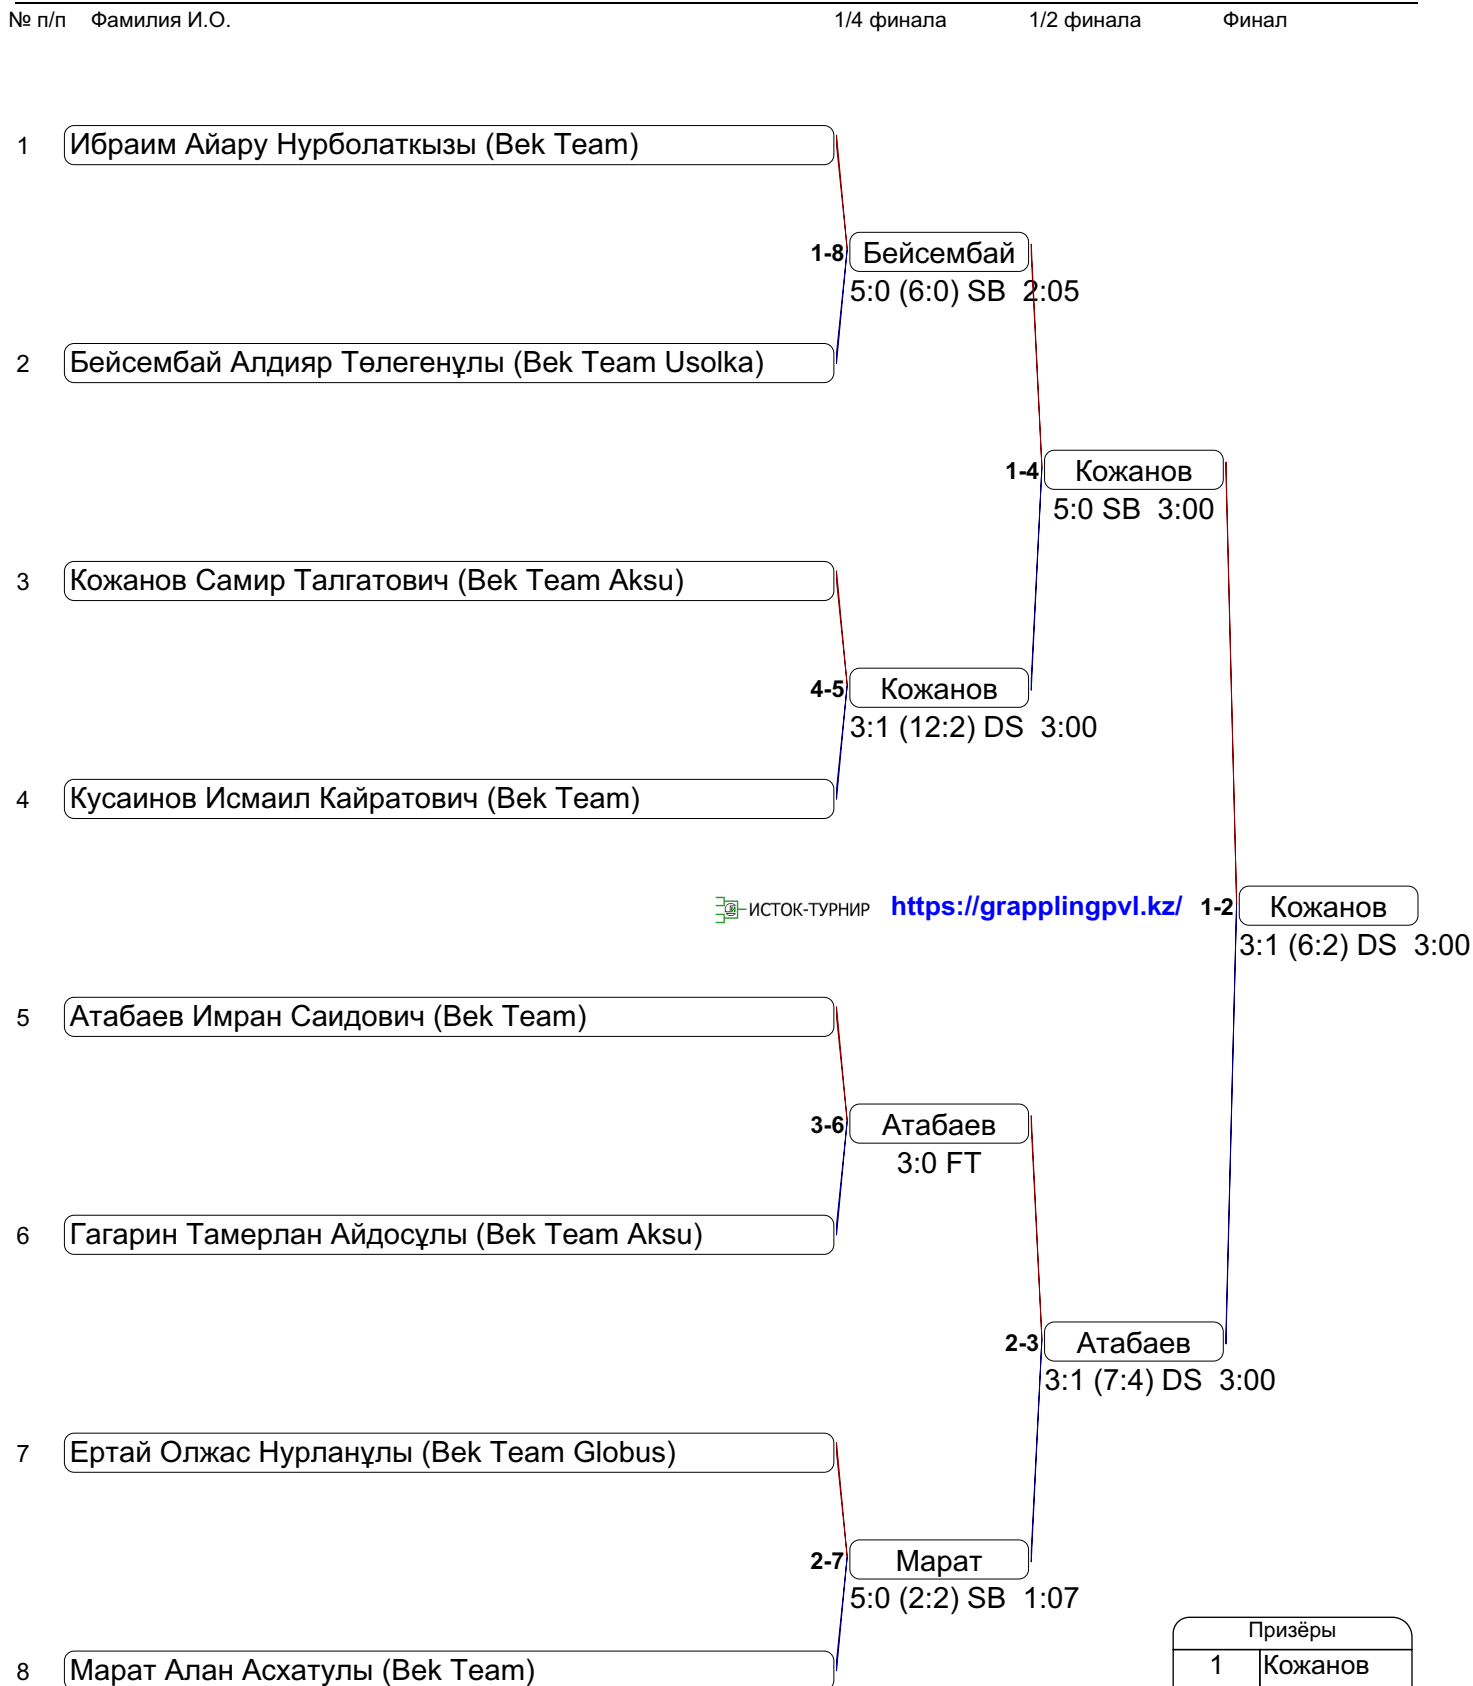 № п/п Фамилия И.О. 1/4 финала 1/2 финала Финал
1 Ибраим Айару Нурболаткызы (Bek Team)
1-8 Бейсембай
5:0 (6:0) SB 2:05
2 Бейсембай Алдияр Төлегенұлы (Bek Team Usolka)
1-4 Кожанов
5:0 SB 3:00
3 Кожанов Самир Талгатович (Bek Team Aksu)
4-5 Кожанов
3:1 (12:2) DS 3:00
4 Кусаинов Исмаил Кайратович (Bek Team)
ИСТОК-ТУРНИР https://grapplingpvl.kz/ 1-2 Кожанов
3:1 (6:2) DS 3:00
5 Атабаев Имран Саидович (Bek Team)
3-6 Атабаев
3:0 FT
6 Гагарин Тамерлан Айдосұлы (Bek Team Aksu)
2-3 Атабаев
3:1 (7:4) DS 3:00
7 Ертай Олжас Нурланұлы (Bek Team Globus)
2-7 Марат
5:0 (2:2) SB 1:07
Призёры
8 Марат Алан Асхатулы (Bek Team) 1 Кожанов